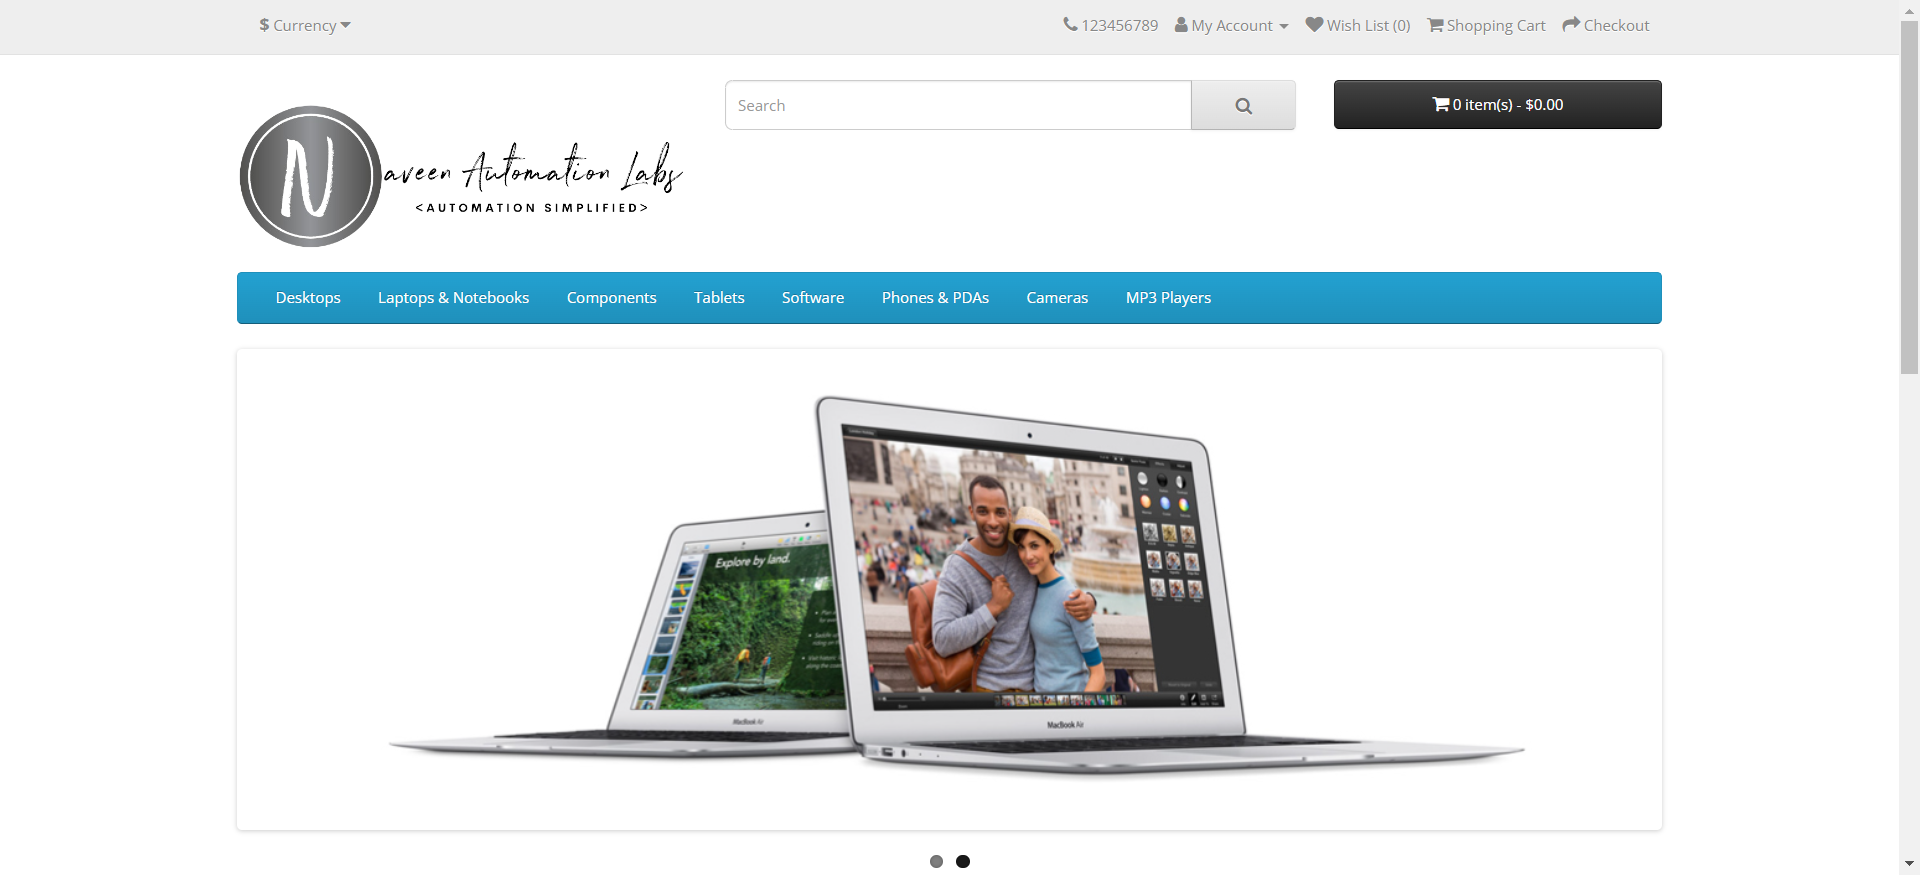 $ Currency
123456789 My Account Wish List (0) Shopping Cart Checkout
Search
0 item(s) - $0.00
N
aveen Automation Labs
<AUTOMATION SIMPLIFIED>
Desktops Laptops & Notebooks Components Tablets Software Phones & PDAs Cameras MP3 Players
Explore by land.
MacBook Air
MacBook Air